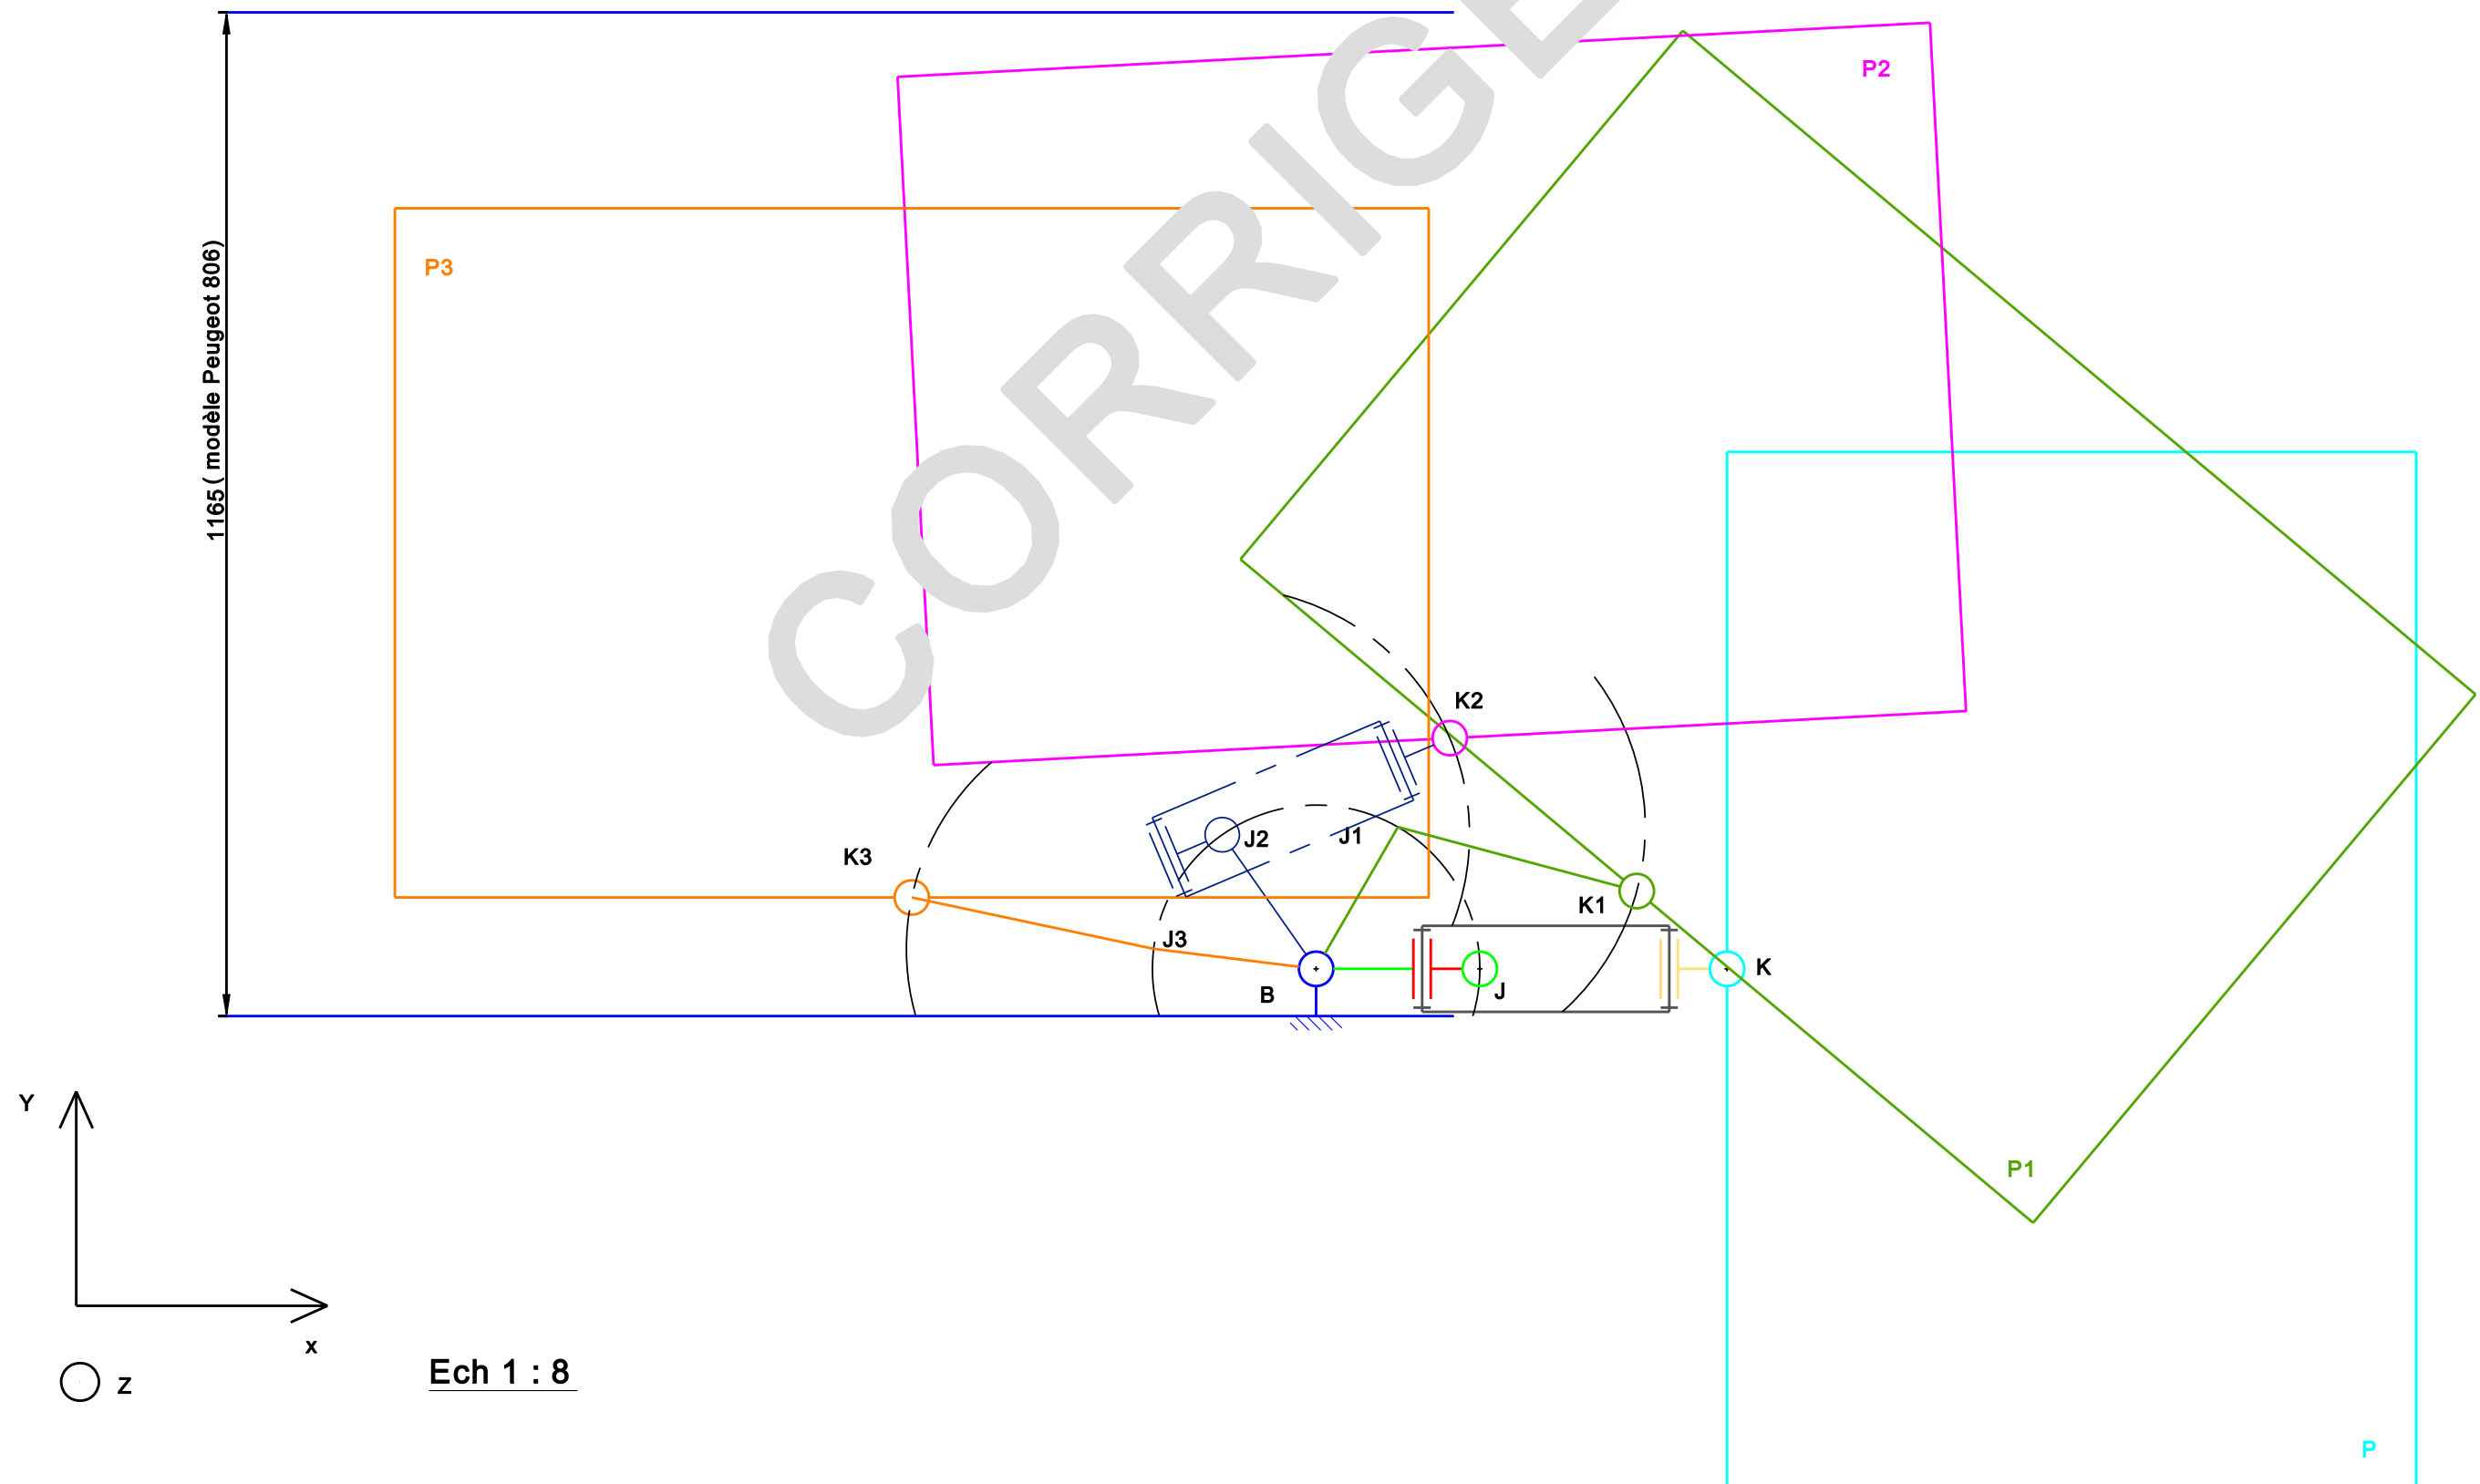 CORRIGE
P2
P3
1165 ( modèle Peugeot 806)
K2
J2
J1
K3
K1
J3
K
B
J
Y
P1
x
Z
Ech 1 : 8
P